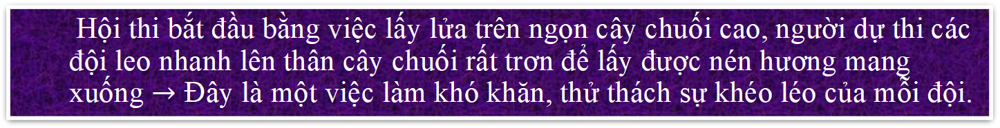 Hội thi bắt đầu bằng việc lấy lửa trên ngọn cây chuối cao, người dự thi các
đội leo nhanh lên thân cây chuối rất trơn để lấy được nén hương mang
xuống → Đây là một việc làm khó khăn, thử thách sự khéo léo của mỗi đội.